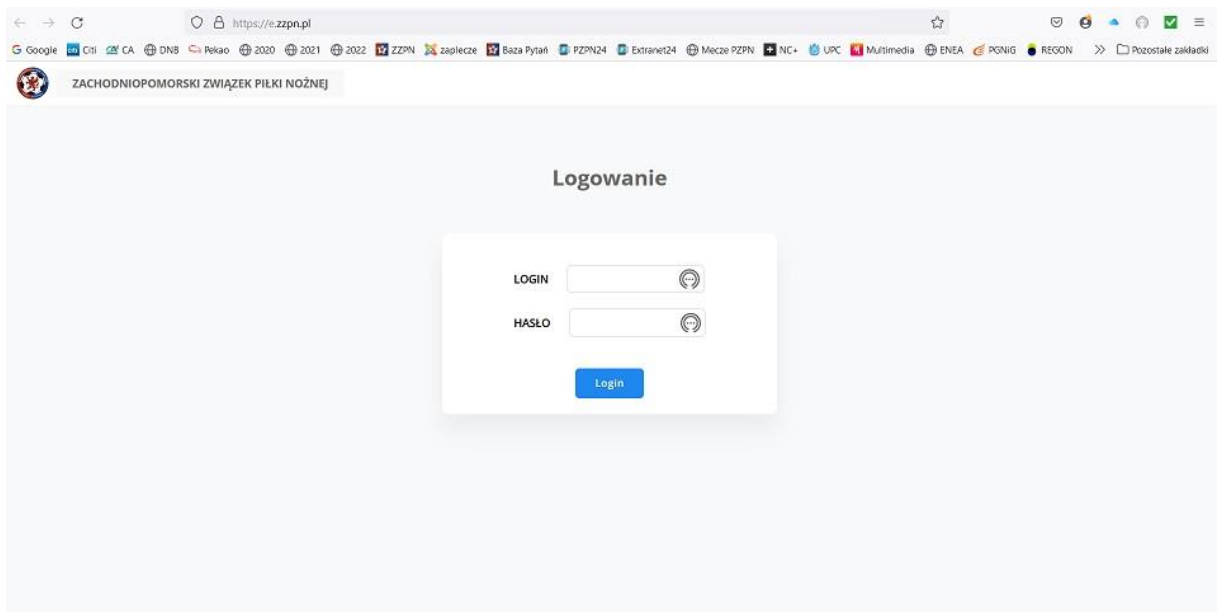 https://e.zzpn.pl
Google Citi CA DNB Pekao 2020 2021 2022 ZZPN zaplecze Baza Pytań PZPN24 Extranet24 Mecze PZPN NC+ UPC Multimedia ENEA PGNiG REGON Pozostałe zakładki
ZACHODNIOPOMORSKI ZWIĄZEK PIŁKI NOŻNEJ
Logowanie
LOGIN
HASŁO
Login